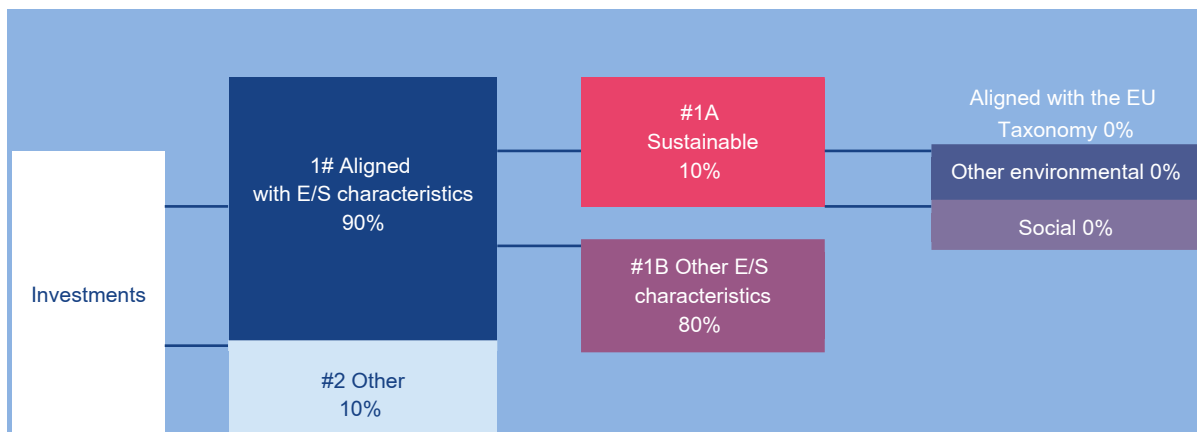 Investments
1# Aligned
with E/S characteristics
90%
#2 Other
10%
#1A
Sustainable
10%
#1B Other E/S
characteristics
80%
Aligned with the EU
Taxonomy 0%
Other environmental 0%
Social 0%